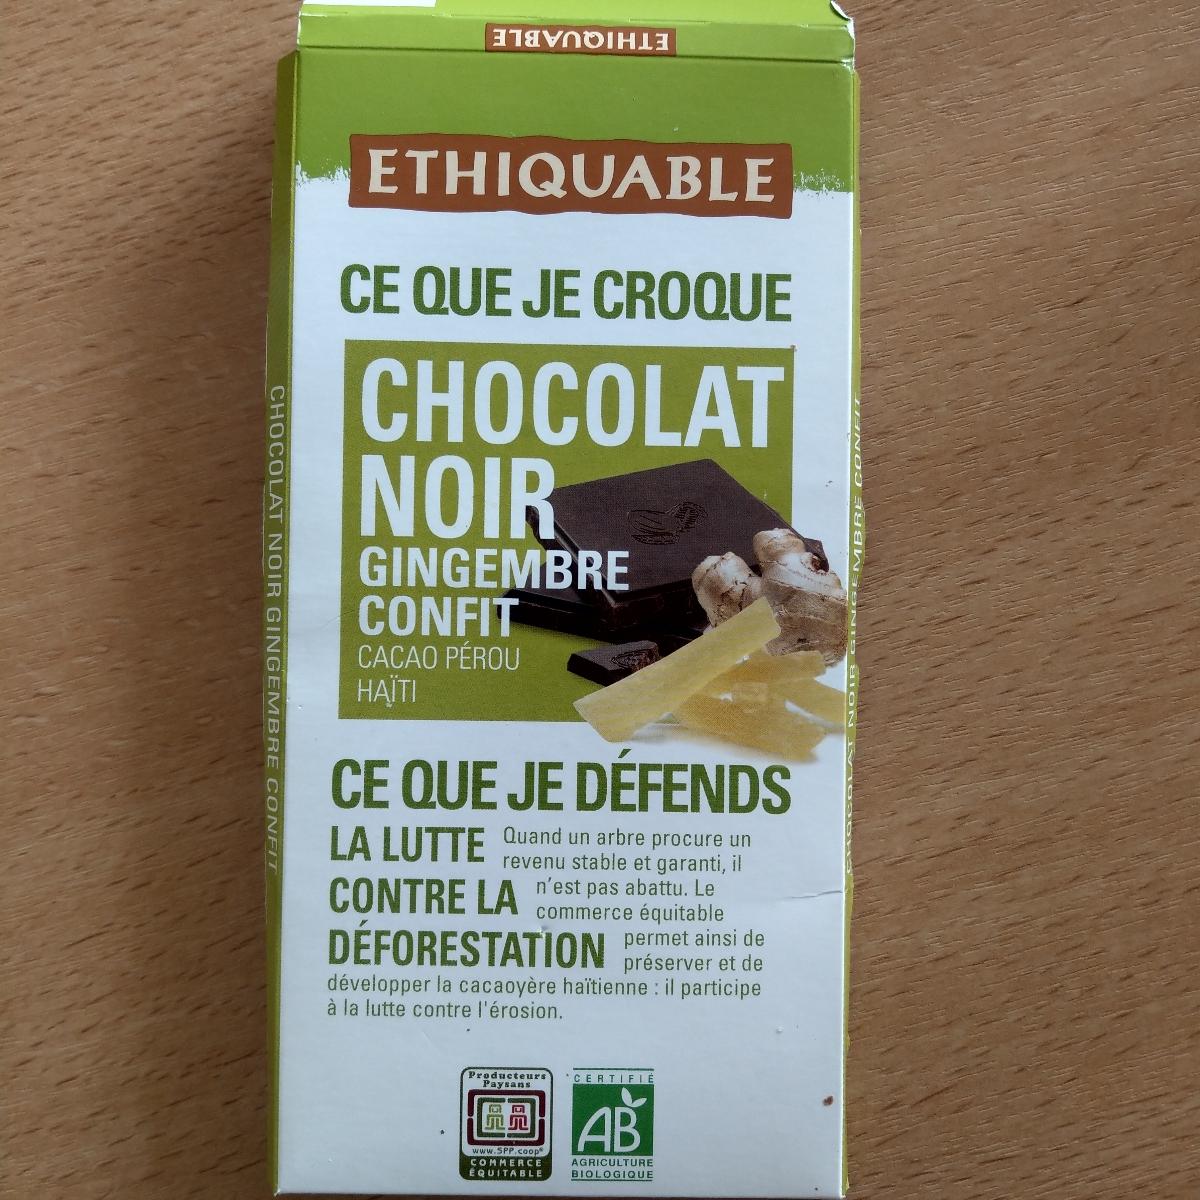 ETHIQUABLE
ETHIQUABLE
CE QUE JE CROQUE
CHOCOLAT
NOIR
GINGEMBRE
CONFIT
CACAO PÉROU
HAÏTI
CE QUE JE DÉFENDS
LA LUTTE
CONTRE LA
DÉFORESTATION
Quand un arbre procure un
revenu stable et garanti, il
n'est pas abattu. Le
commerce équitable
permet ainsi de
préserver et de
développer la cacaoyère haïtienne : il participe
à la lutte contre l'érosion.
Producteurs
Paysans
www.SPP.coop®
COMMERCE
ÉQUITABLE
CERTIFIÉ
AB
AGRICULTURE
BIOLOGIQUE
CHOCOLAT NOIR GINGEMBRE CONFIT
CHOCOLAT NOIR GINGEMBRE CONFIT